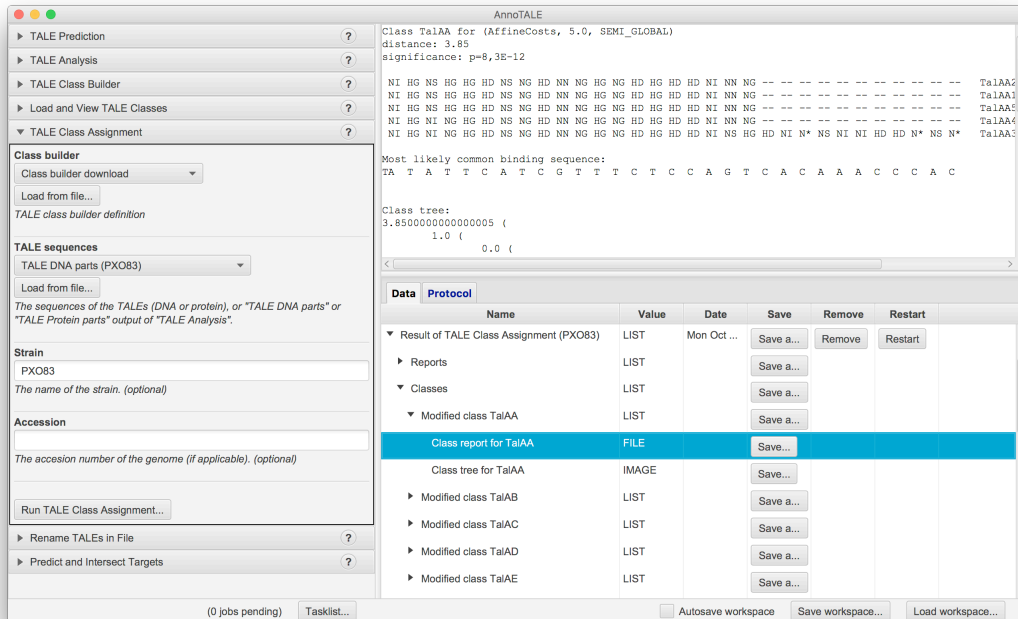 AnnoTALE
TALE Prediction ?
TALE Analysis ?
TALE Class Builder ?
Load and View TALE Classes ?
TALE Class Assignment ?
Class builder
Class builder download
Load from file...
TALE class builder definition
TALE sequences
TALE DNA parts (PXO83)
Load from file...
The sequences of the TALEs (DNA or protein), or "TALE DNA parts" or
"TALE Protein parts" output of "TALE Analysis".
Strain
PXO83
The name of the strain. (optional)
Accession
The accesion number of the genome (if applicable). (optional)
Run TALE Class Assignment...
Rename TALEs in File ?
Predict and Intersect Targets ?
Class TalAA for (AffineCosts, 5.0, SEMI_GLOBAL)
distance: 3.85
significance: p=8,3E-12
NI HG NS HG HG HD NS NG HD NN NG HG NG HD HG HD HD NI NN NG -- -- -- -- -- -- -- -- -- -- -- TalAA2
NI HG NS HG HG HD NS NG HD NN NG HG NG HD HG HD HD NI NN NG -- -- -- -- -- -- -- -- -- -- -- TalAA1
NI HG NS HG HG HD NS NG HD NN NG HG NG HD HG HD HD NI NN NG -- -- -- -- -- -- -- -- -- -- -- TalAA5
NI HG NI NG HG HD NS NG HD NN NG HG NG HD HG HD HD NI NN NG -- -- -- -- -- -- -- -- -- -- -- TalAA4
NI HG NI NG HG HD NS NG HD NN NG HG NG HD HG HD HD NI NS HG HD NI N* NS NI NI HD HD N* NS N* TalAA3
Most likely common binding sequence:
TA T A T T C A T C G T T T C T C C A G T C A C A A A C C C A C
Class tree:
3.8500000000000005 (
1.0 (
0.0 (
Data Protocol
Name Value Date Save Remove Restart
Result of TALE Class Assignment (PXO83) LIST Mon Oct ... Save a... Remove Restart
Reports LIST Save a...
Classes LIST Save a...
Modified class TalAA LIST Save a...
Class report for TalAA FILE Save...
Class tree for TalAA IMAGE Save...
Modified class TalAB LIST Save a...
Modified class TalAC LIST Save a...
Modified class TalAD LIST Save a...
Modified class TalAE LIST Save a...
(0 jobs pending) Tasklist... Autosave workspace Save workspace... Load workspace...